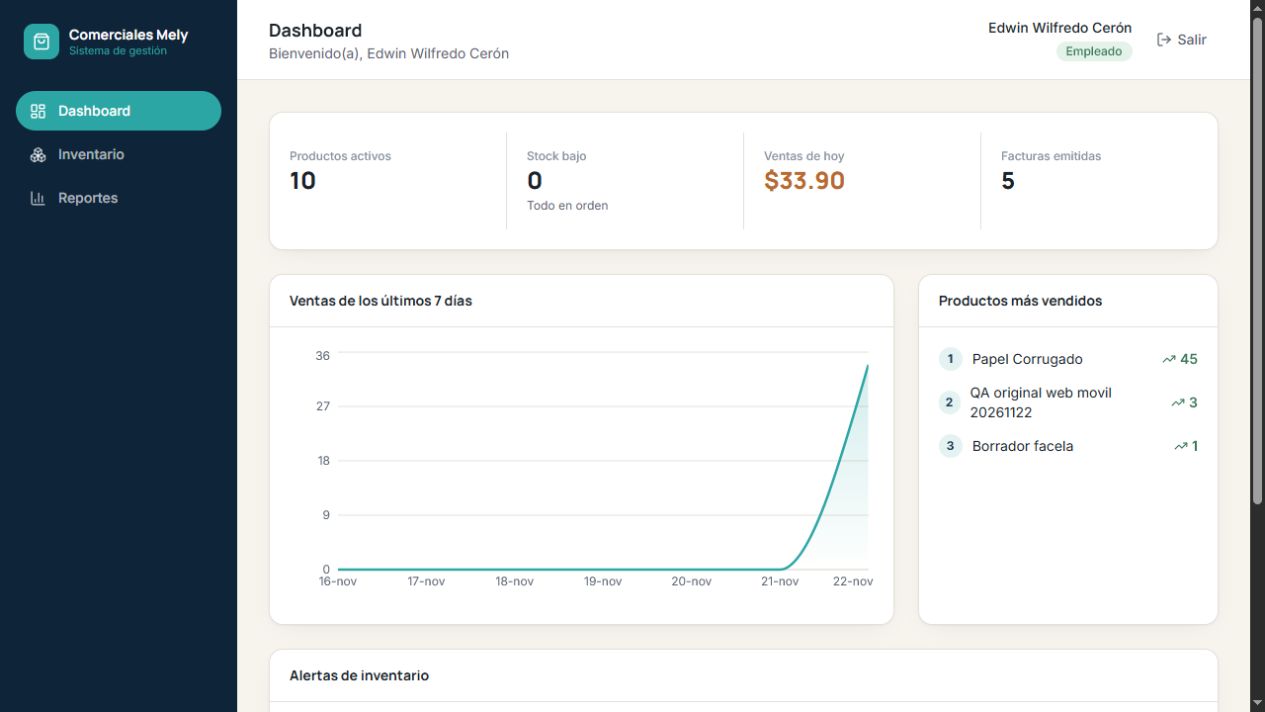 Comerciales Mely
Sistema de gestión
Dashboard
Inventario
Reportes
Dashboard
Bienvenido(a), Edwin Wilfredo Cerón
Edwin Wilfredo Cerón
Empleado
Salir
Productos activos
10
Stock bajo
0
Todo en orden
Ventas de hoy
$33.90
Facturas emitidas
5
Ventas de los últimos 7 días
36
27
18
9
0
16-nov 17-nov 18-nov 19-nov 20-nov 21-nov 22-nov
Productos más vendidos
1 Papel Corrugado 45
2 QA original web movil
20261122 3
3 Borrador facela 1
Alertas de inventario